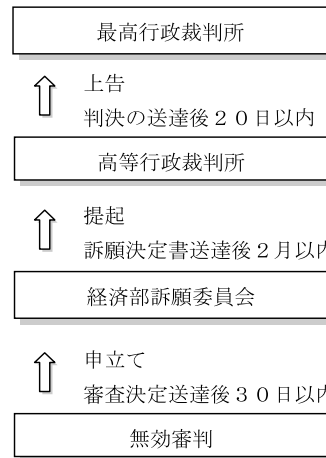 最高行政裁判所
上告
判決の送達後２０日以内
高等行政裁判所
提起
訴願決定書送達後２月以内
経済部訴願委員会
申立て
審査決定送達後３０日以内
無効審判